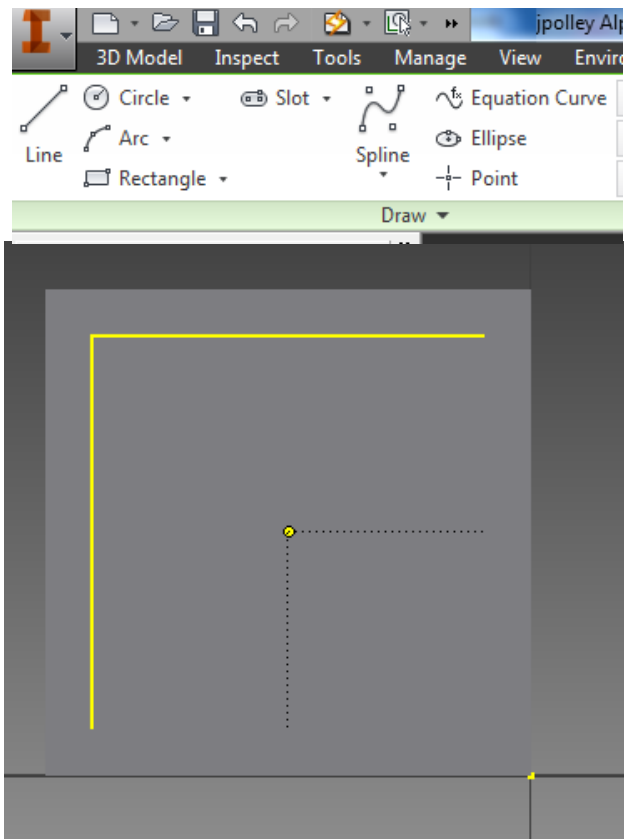 jpolley Alp
3D Model Inspect Tools Manage View Enviro
Line
Circle
Arc
Rectangle
Slot
Spline
Equation Curve
Ellipse
Point
Draw